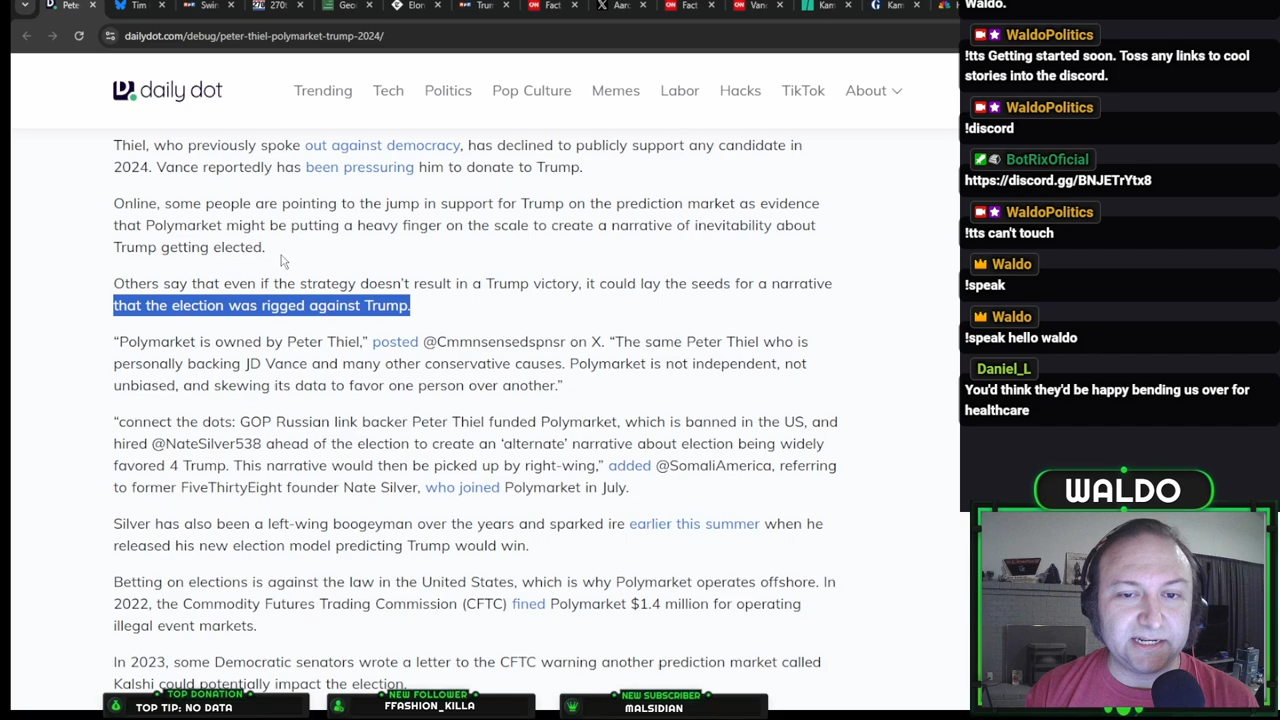 Pete
Tim
Swin
270
Geo
Elon
Trum
Fact
Aaro
Fact
Vanc
Kam
Kam
dailydot.com/debug/peter-thiel-polymarket-trump-2024/
daily dot
Trending
Tech
Politics
Pop Culture
Memes
Labor
Hacks
TikTok
About
Thiel, who previously spoke out against democracy, has declined to publicly support any candidate in
2024. Vance reportedly has been pressuring him to donate to Trump.
Online, some people are pointing to the jump in support for Trump on the prediction market as evidence
that Polymarket might be putting a heavy finger on the scale to create a narrative of inevitability about
Trump getting elected.
Others say that even if the strategy doesn’t result in a Trump victory, it could lay the seeds for a narrative
that the election was rigged against Trump.
“Polymarket is owned by Peter Thiel,” posted @Cmmnsensedspnsr on X. “The same Peter Thiel who is
personally backing JD Vance and many other conservative causes. Polymarket is not independent, not
unbiased, and skewing its data to favor one person over another.”
“connect the dots: GOP Russian link backer Peter Thiel funded Polymarket, which is banned in the US, and
hired @NateSilver538 ahead of the election to create an ‘alternate’ narrative about election being widely
favored 4 Trump. This narrative would then be picked up by right-wing,” added @SomaliAmerica, referring
to former FiveThirtyEight founder Nate Silver, who joined Polymarket in July.
Silver has also been a left-wing boogeyman over the years and sparked ire earlier this summer when he
released his new election model predicting Trump would win.
Betting on elections is against the law in the United States, which is why Polymarket operates offshore. In
2022, the Commodity Futures Trading Commission (CFTC) fined Polymarket $1.4 million for operating
illegal event markets.
In 2023, some Democratic senators wrote a letter to the CFTC warning another prediction market called
Kalshi could potentially impact the election.
Waldo.
WaldoPolitics
!tts Getting started soon. Toss any links to cool
stories into the discord.
WaldoPolitics
!discord
BotRixOficial
https://discord.gg/BNJETrYtx8
WaldoPolitics
!tts can't touch
Waldo
!speak
Waldo
!speak hello waldo
Daniel_L
You'd think they'd be happy bending us over for
healthcare
WALDO
TOP DONATION
TOP TIP: NO DATA
NEW FOLLOWER
FFASHION_KILLA
NEW SUBSCRIBER
MALSIDIAN